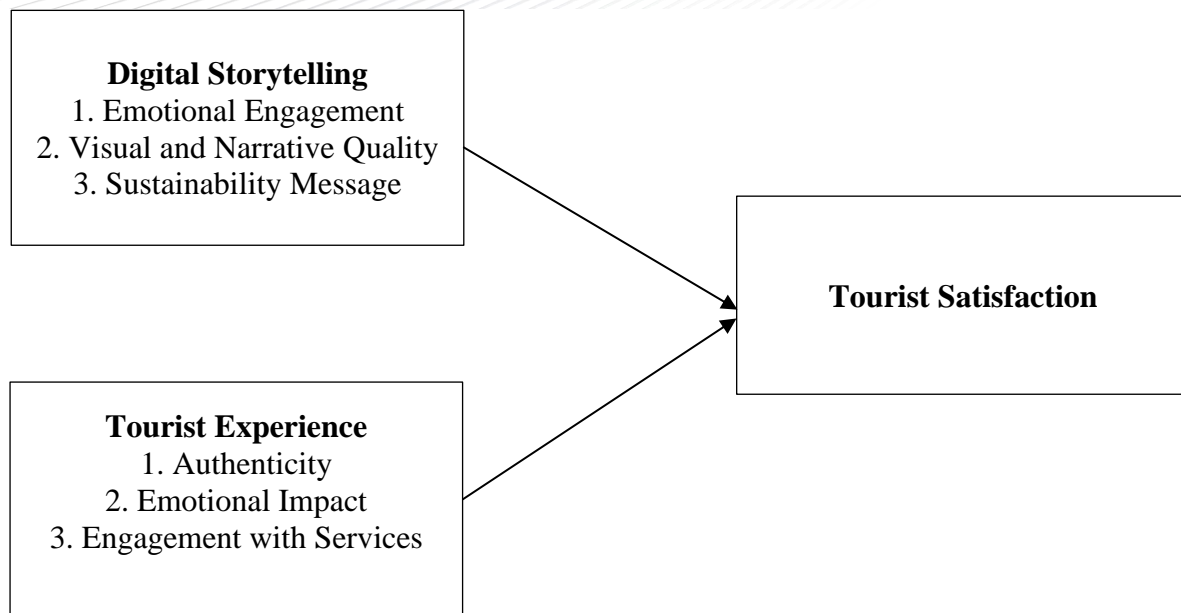 Digital Storytelling
1. Emotional Engagement
2. Visual and Narrative Quality
3. Sustainability Message
Tourist Satisfaction
Tourist Experience
1. Authenticity
2. Emotional Impact
3. Engagement with Services